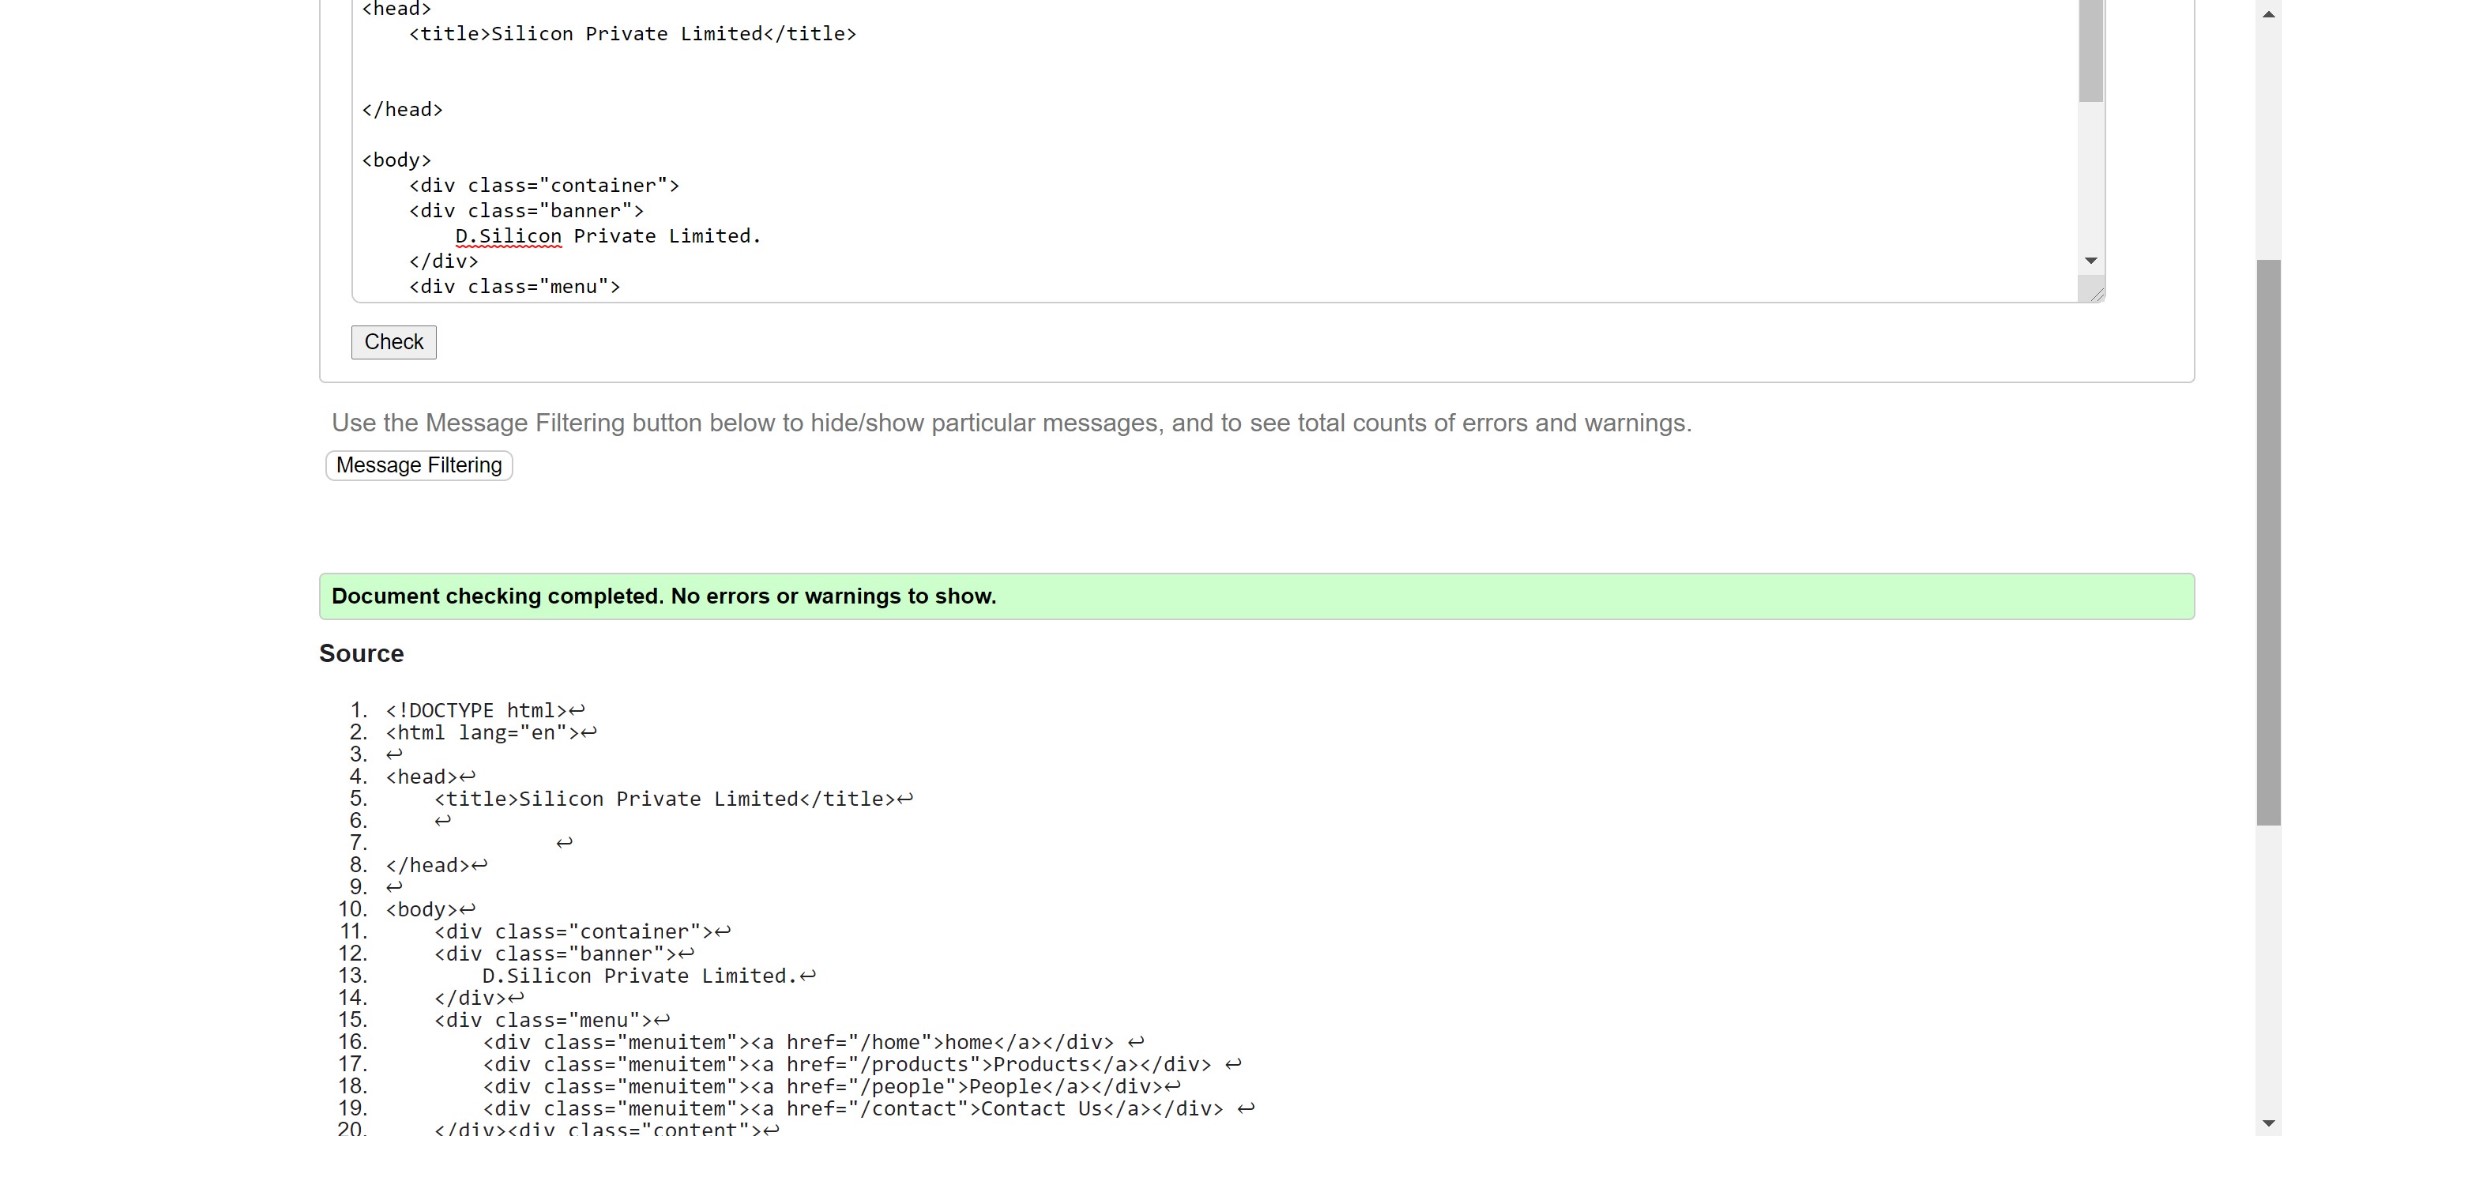 <head>
<title>Silicon Private Limited</title>
</head>
<body>
<div class="container">
<div class="banner">
D.Silicon Private Limited.
</div>
<div class="menu">
Check
Use the Message Filtering button below to hide/show particular messages, and to see total counts of errors and warnings.
Message Filtering
Document checking completed. No errors or warnings to show.
Source
1. <!DOCTYPE html>↩
2. <html lang="en">↩
3. ↩
4. <head>↩
5. <title>Silicon Private Limited</title>↩
6. ↩
7. ↩
8. </head>↩
9. ↩
10. <body>↩
11. <div class="container">↩
12. <div class="banner">↩
13. D.Silicon Private Limited.↩
14. </div>↩
15. <div class="menu">↩
16. <div class="menuitem"><a href="/home">home</a></div> ↩
17. <div class="menuitem"><a href="/products">Products</a></div> ↩
18. <div class="menuitem"><a href="/people">People</a></div>↩
19. <div class="menuitem"><a href="/contact">Contact Us</a></div> ↩
20. </div><div class="content">↩